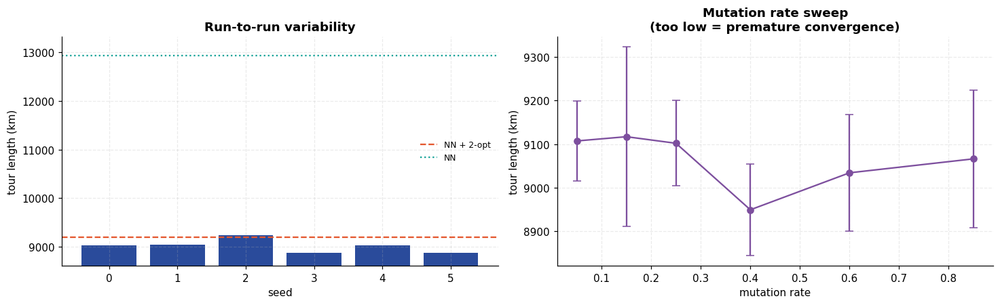 Run-to-run variability
13000
12000
11000
10000
9000
tour length (km)
NN + 2-opt
NN
0 1 2 3 4 5
seed
Mutation rate sweep
(too low = premature convergence)
9300
9200
9100
9000
8900
tour length (km)
0.1 0.2 0.3 0.4 0.5 0.6 0.7 0.8
mutation rate